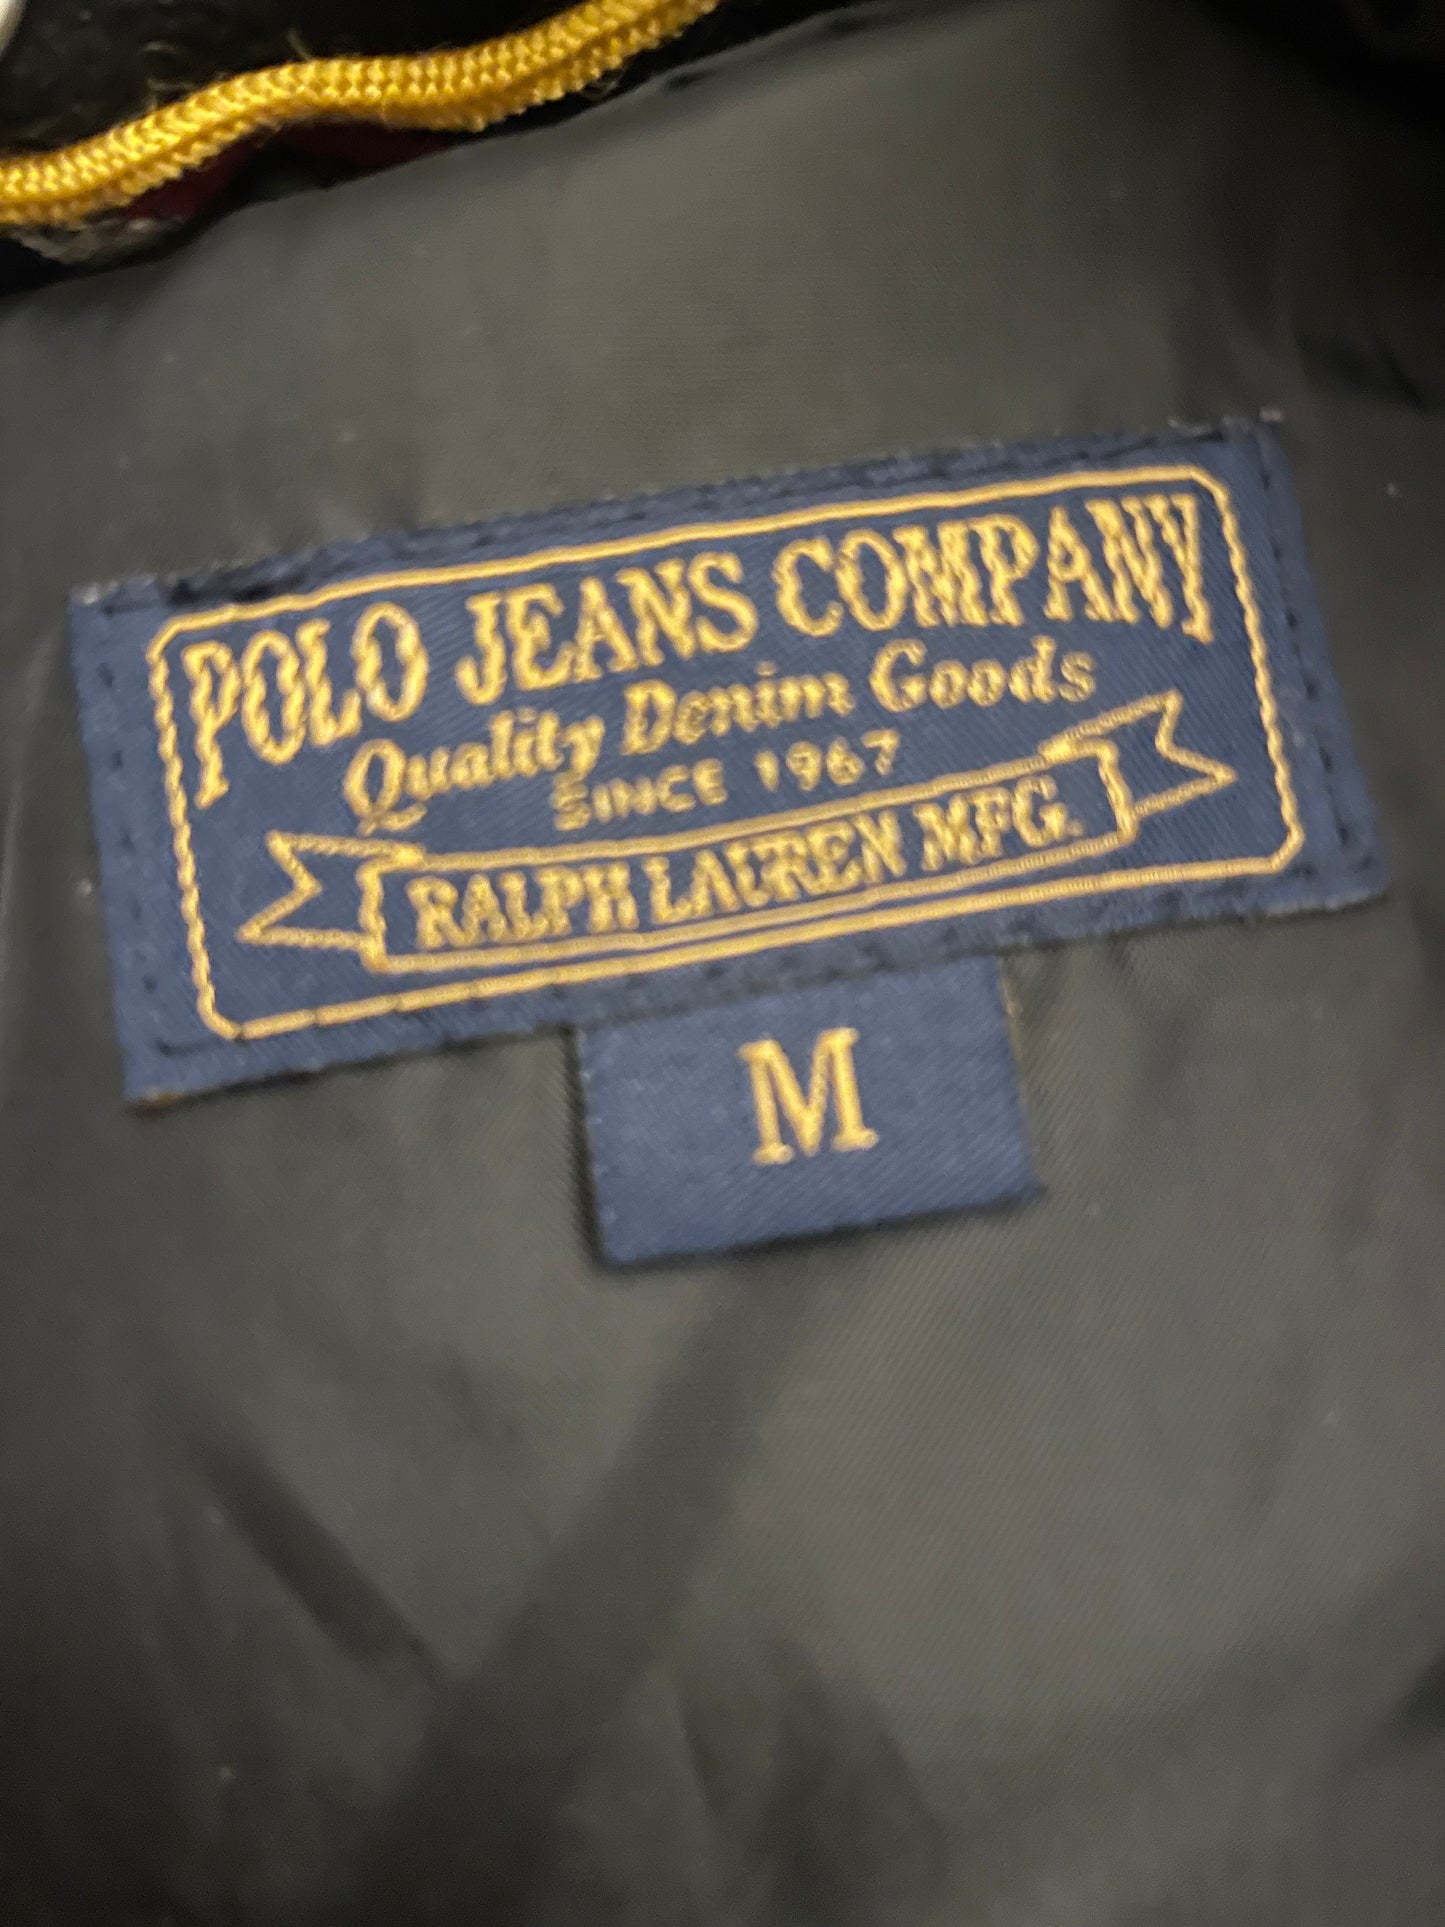 POLO JEANS COMPANY
Quality Denim Goods
SINCE 1967
RALPH LAUREN MFG.
M